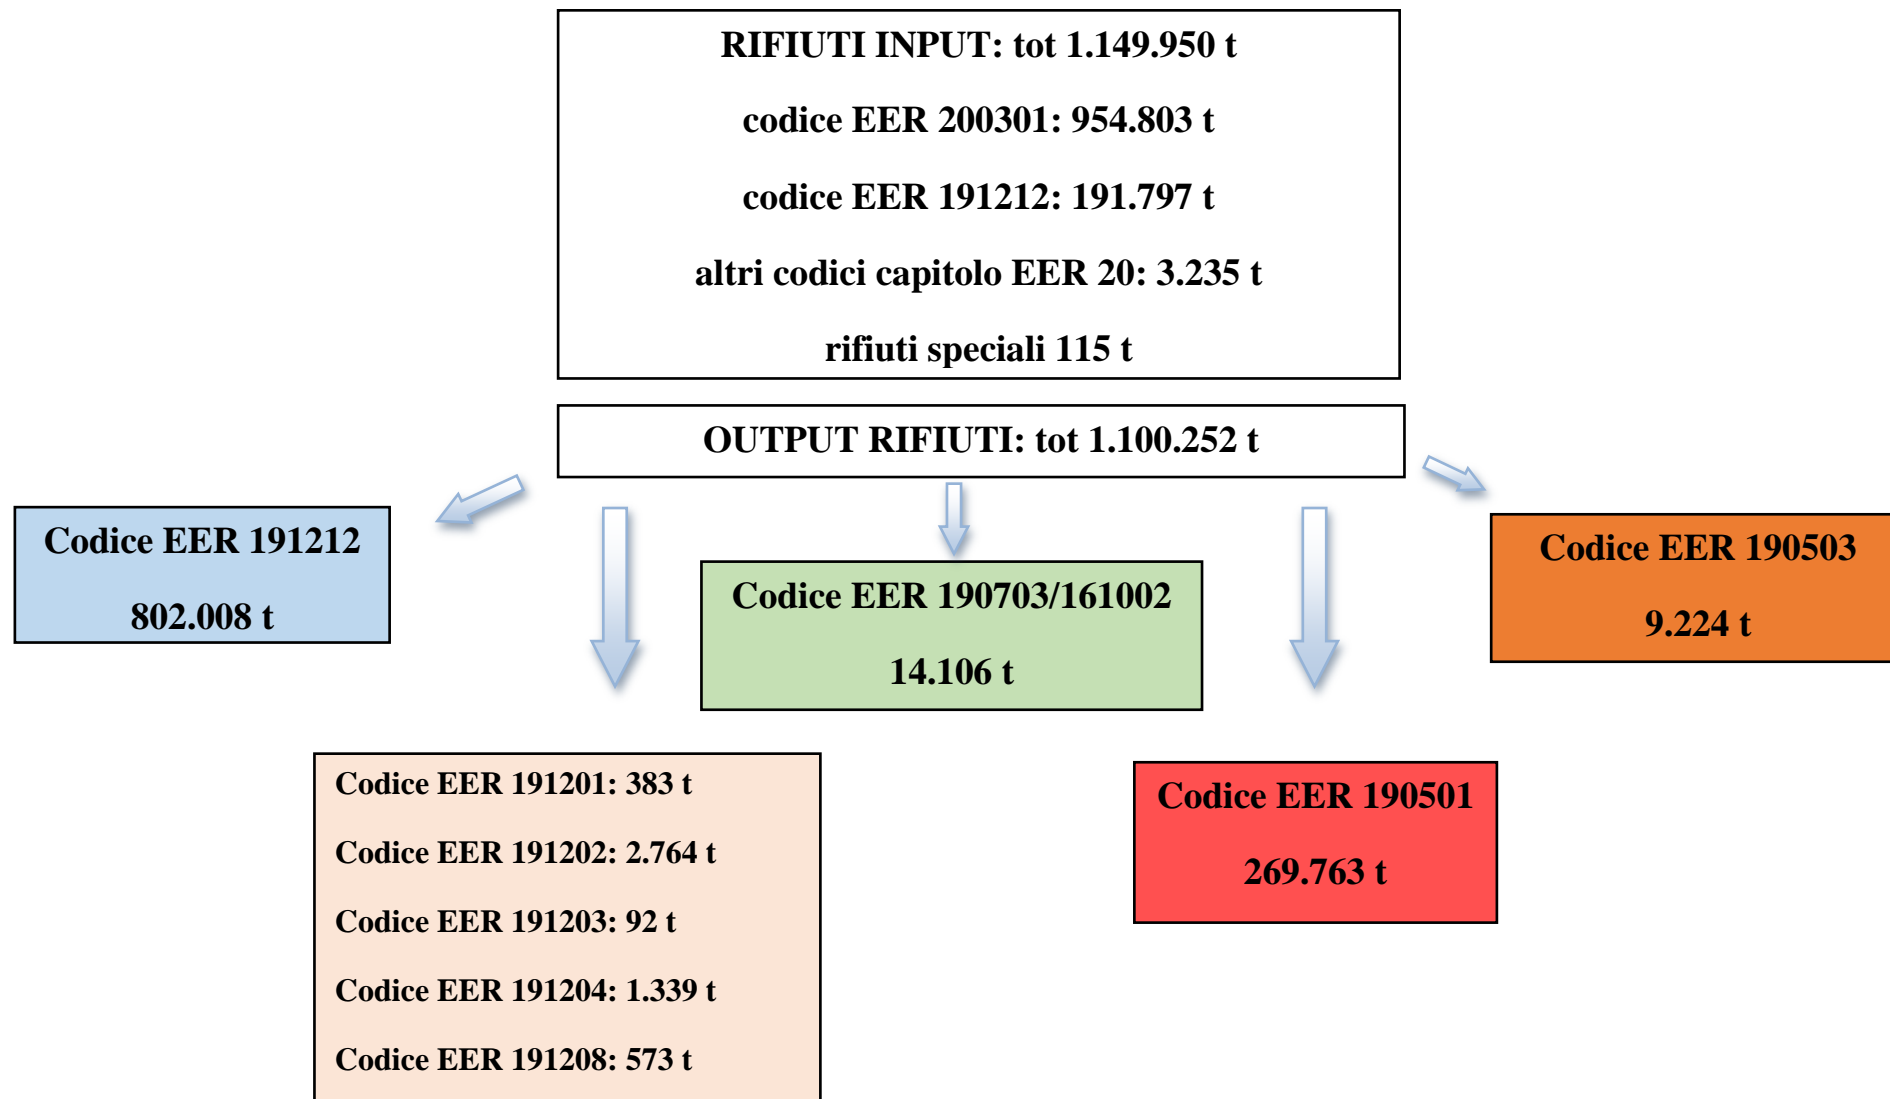 RIFIUTI INPUT: tot 1.149.950 t
codice EER 200301: 954.803 t
codice EER 191212: 191.797 t
altri codici capitolo EER 20: 3.235 t
rifiuti speciali 115 t
OUTPUT RIFIUTI: tot 1.100.252 t
Codice EER 191212
802.008 t
Codice EER 190703/161002
14.106 t
Codice EER 190503
9.224 t
Codice EER 191201: 383 t
Codice EER 191202: 2.764 t
Codice EER 191203: 92 t
Codice EER 191204: 1.339 t
Codice EER 191208: 573 t
Codice EER 190501
269.763 t